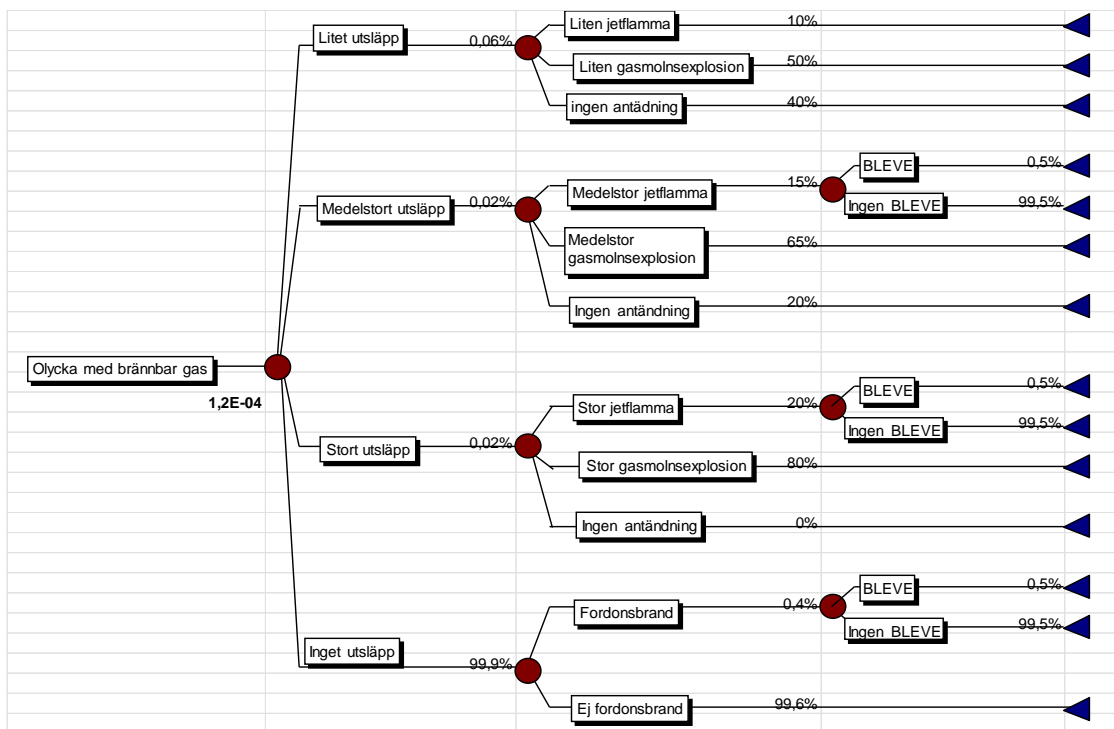 Liten jetflamma 10%
Litet utsläpp 0,06%
Liten gasmolnsexplosion 50%
ingen antädning 40%
BLEVE 0,5%
Medelstor jetflamma 15%
Ingen BLEVE 99,5%
Medelstort utsläpp 0,02%
Medelstor 65%
gasmolnsexplosion
Ingen antändning 20%
Olycka med brännbar gas
1,2E-04
BLEVE 0,5%
Stor jetflamma 20%
Ingen BLEVE 99,5%
Stort utsläpp 0,02%
Stor gasmolnsexplosion 80%
Ingen antändning 0%
BLEVE 0,5%
Fordonsbrand 0,4%
Ingen BLEVE 99,5%
Inget utsläpp 99,9%
Ej fordonsbrand 99,6%